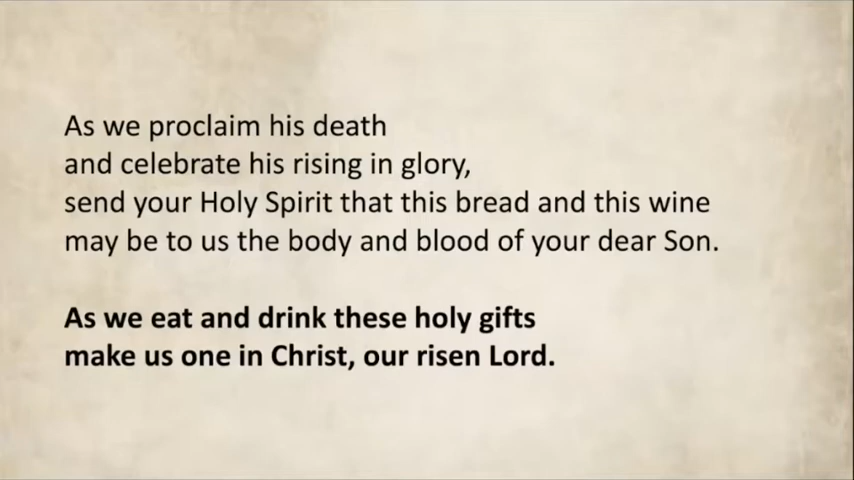 As we proclaim his death
and celebrate his rising in glory,
send your Holy Spirit that this bread and this wine
may be to us the body and blood of your dear Son.
As we eat and drink these holy gifts
make us one in Christ, our risen Lord.